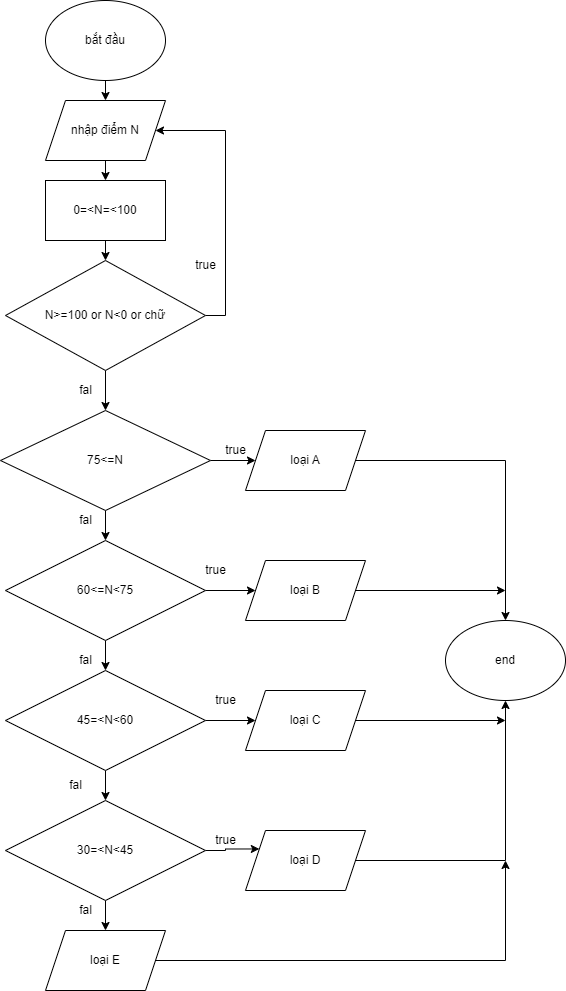 bắt đầu
nhập điểm N
0=<N=<100
true
N>=100 or N<0 or chữ
fal
75<=N
true
loại A
fal
60<=N<75
true
loại B
end
fal
45=<N<60
true
loại C
fal
30=<N<45
true
loại D
fal
loại E